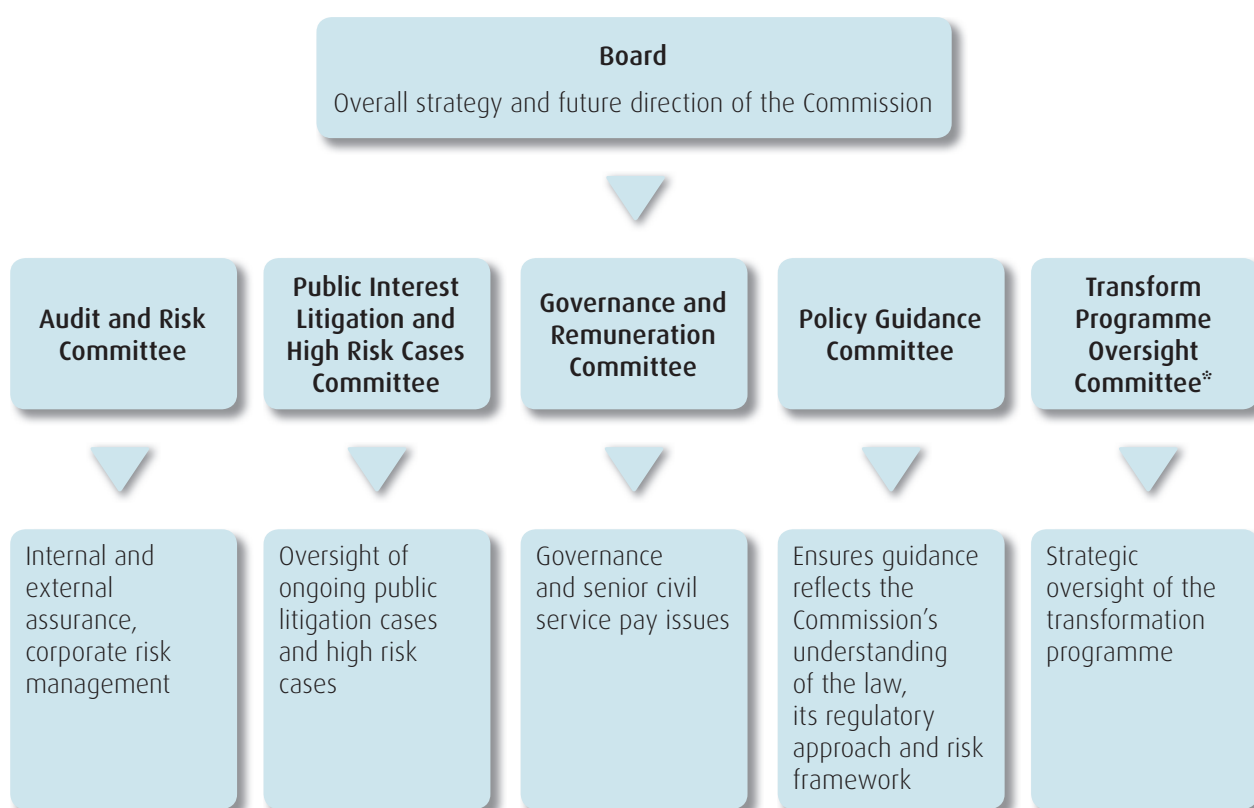 Board
Overall strategy and future direction of the Commission
Audit and Risk
Committee
Public Interest
Litigation and
High Risk Cases
Committee
Governance and
Remuneration
Committee
Policy Guidance
Committee
Transform
Programme
Oversight
Committee*
Internal and
external
assurance,
corporate risk
management
Oversight of
ongoing public
litigation cases
and high risk
cases
Governance
and senior civil
service pay issues
Ensures guidance
reflects the
Commission’s
understanding
of the law,
its regulatory
approach and risk
framework
Strategic
oversight of the
transformation
programme